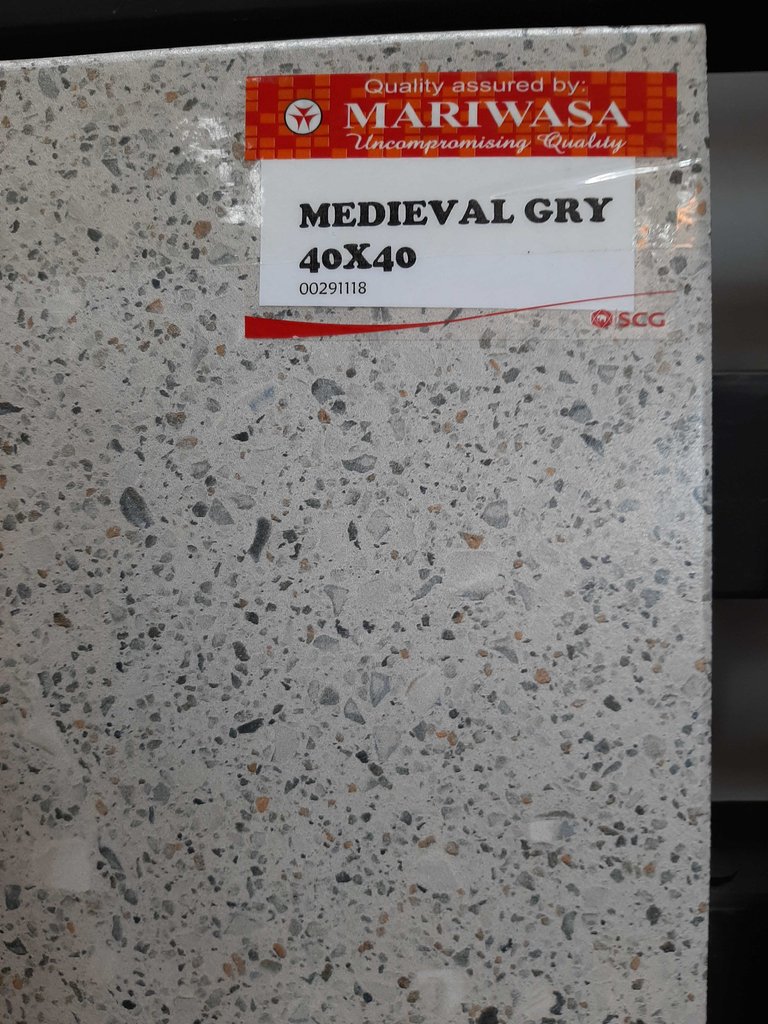 Quality assured by:
MARIWASA
Uncompromising Quality
MEDIEVAL GRY
40X40
00291118
SCG